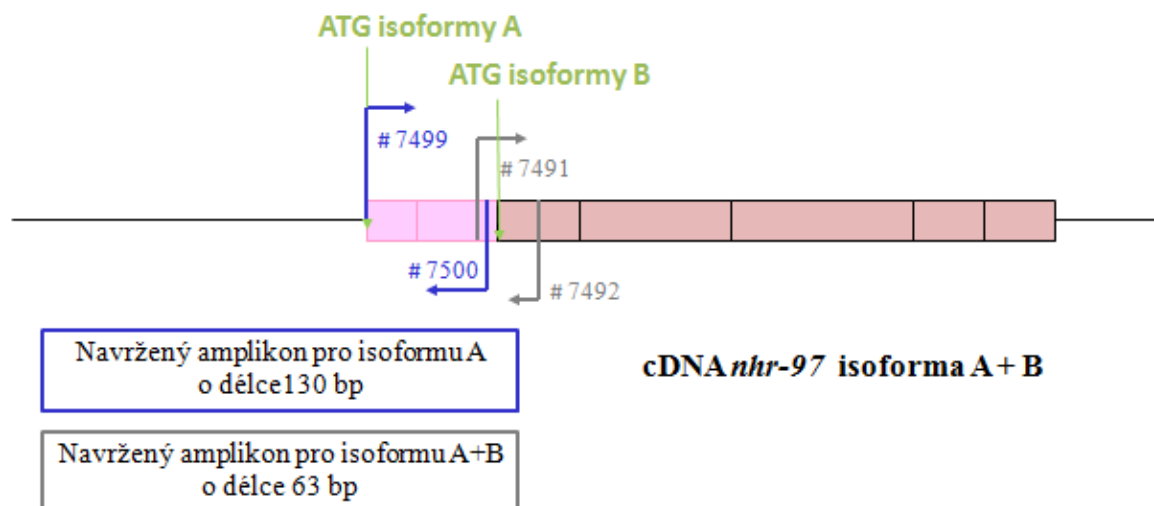 ATG isoformy A
ATG isoformy B
# 7499
# 7491
# 7500
# 7492
Navržený amplikon pro isoformu A
o délce130 bp
cDNA nhr-97 isoforma A + B
Navržený amplikon pro isoformu A+B
o délce 63 bp